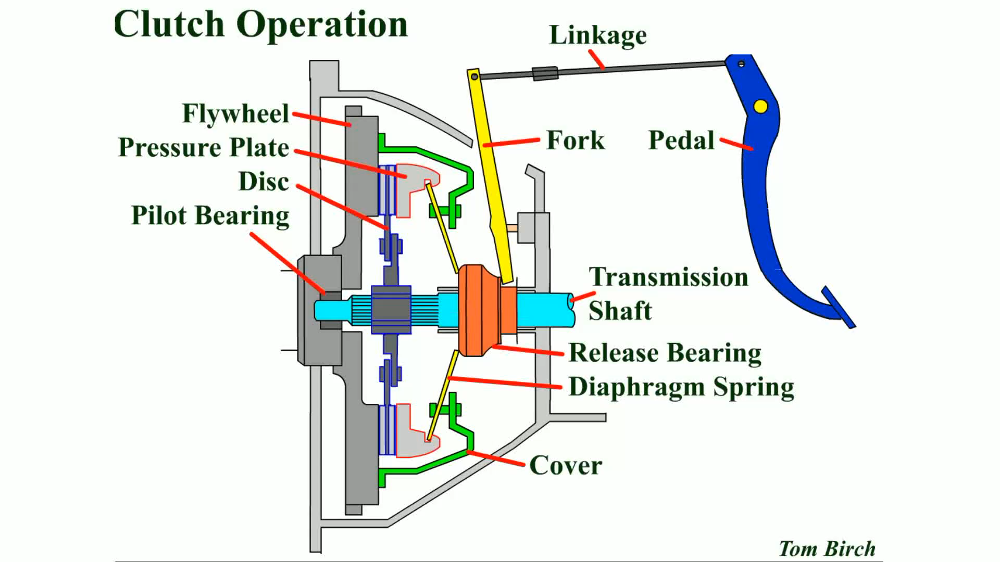 Clutch Operation
Linkage
Flywheel
Pressure Plate
Fork
Pedal
Disc
Pilot Bearing
Transmission
Shaft
Release Bearing
Diaphragm Spring
Cover
Tom Birch